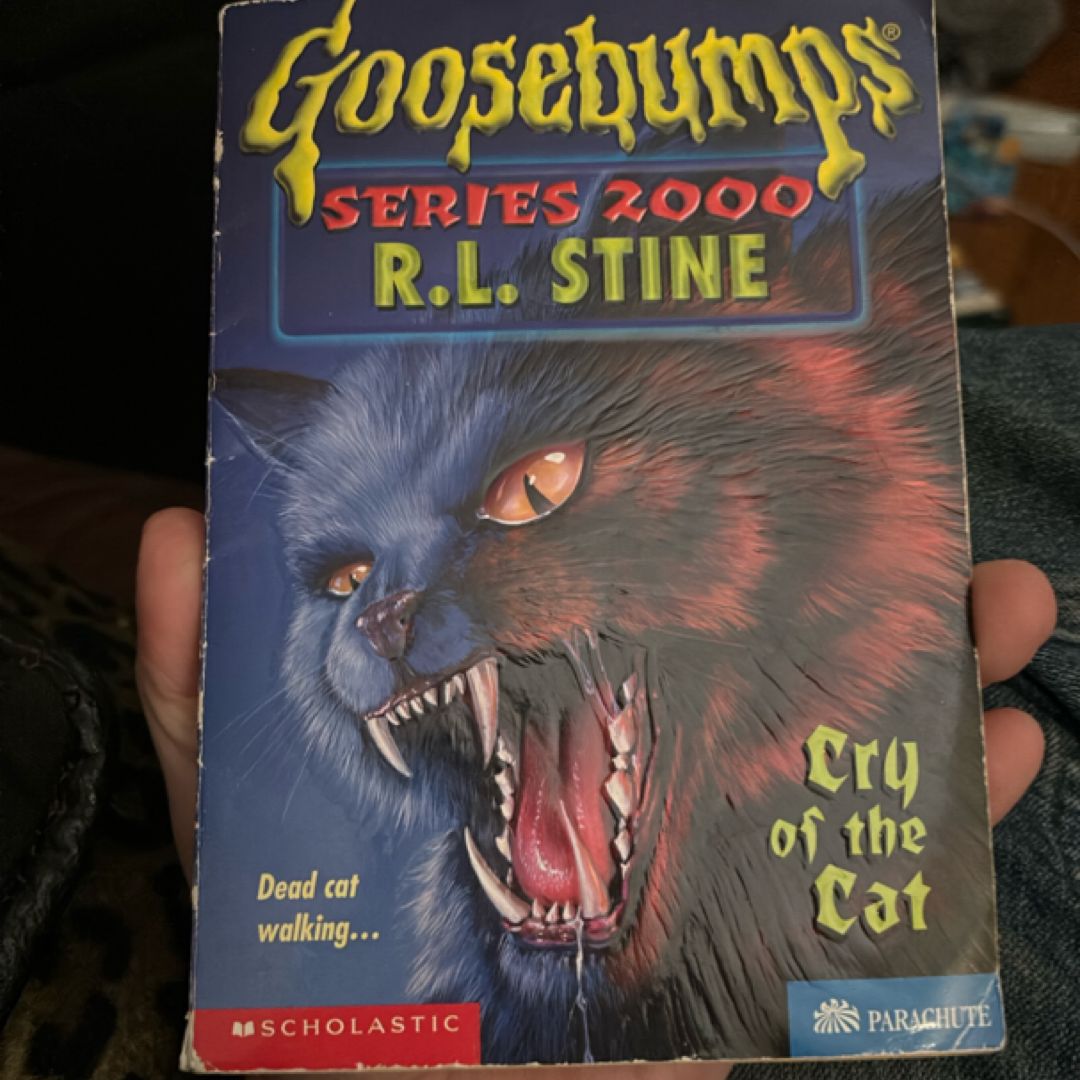 Goosebumps®
SERIES 2000
R.L. STINE
Cry
of the
Cat
Dead cat
walking...
SCHOLASTIC
PARACHUTE